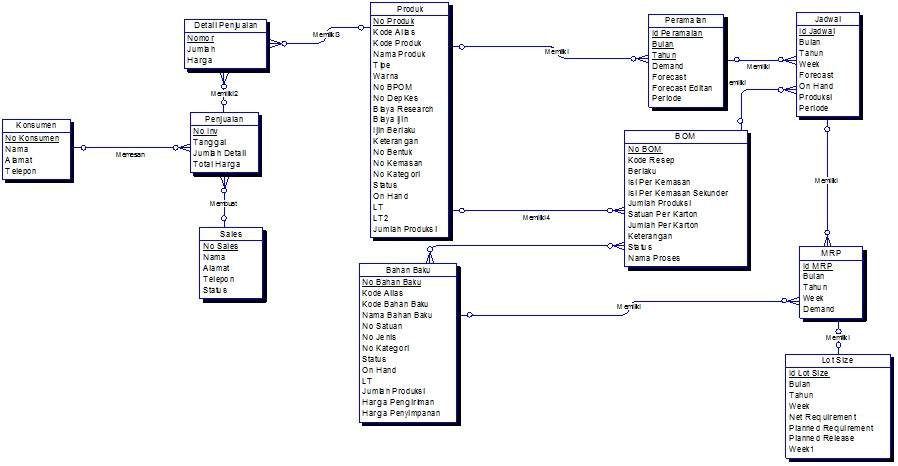 Detail Penjualan
Nomor
Jumlah
Harga
Memiliki3
Memiliki2
Penjualan
No Inv
Tanggal
Jumlah Detail
Total Harga
Konsumen
No Konsumen
Nama
Alamat
Telepon
Memesan
Membuat
Sales
No Sales
Nama
Alamat
Telepon
Status
Produk
No Produk
Kode Alias
Kode Produk
Nama Produk
Tipe
Warna
No BPOM
No DepKes
Biaya Research
Biaya Ijin
Ijin Berlaku
Keterangan
No Bentuk
No Kemasan
No Kategori
Status
On Hand
LT
LT2
Jumlah Produksi
Memiliki
Memiliki4
Bahan Baku
No Bahan Baku
Kode Alias
Kode Bahan Baku
Nama Bahan Baku
No Satuan
No Jenis
No Kategori
Status
On Hand
LT
Jumlah Produksi
Harga Pengiriman
Harga Penyimpanan
Memiliki
Peramalan
Id Peramalan
Bulan
Tahun
Demand
Forecast
Forecast Editan
Periode
Memiliki
emiliki
BOM
No BOM
Kode Resep
Berlaku
Isi Per Kemasan
Isi Per Kemasan Sekunder
Jumlah Produksi
Satuan Per Karton
Jumlah Per Karton
Keterangan
Status
Nama Proses
Jadwal
Id Jadwal
Bulan
Tahun
Week
Forecast
On Hand
Produksi
Periode
Memiliki
MRP
Id MRP
Bulan
Tahun
Week
Demand
Memiliki
Lot Size
Id Lot Size
Bulan
Tahun
Week
Net Requirement
Planned Requirement
Planned Release
Week1